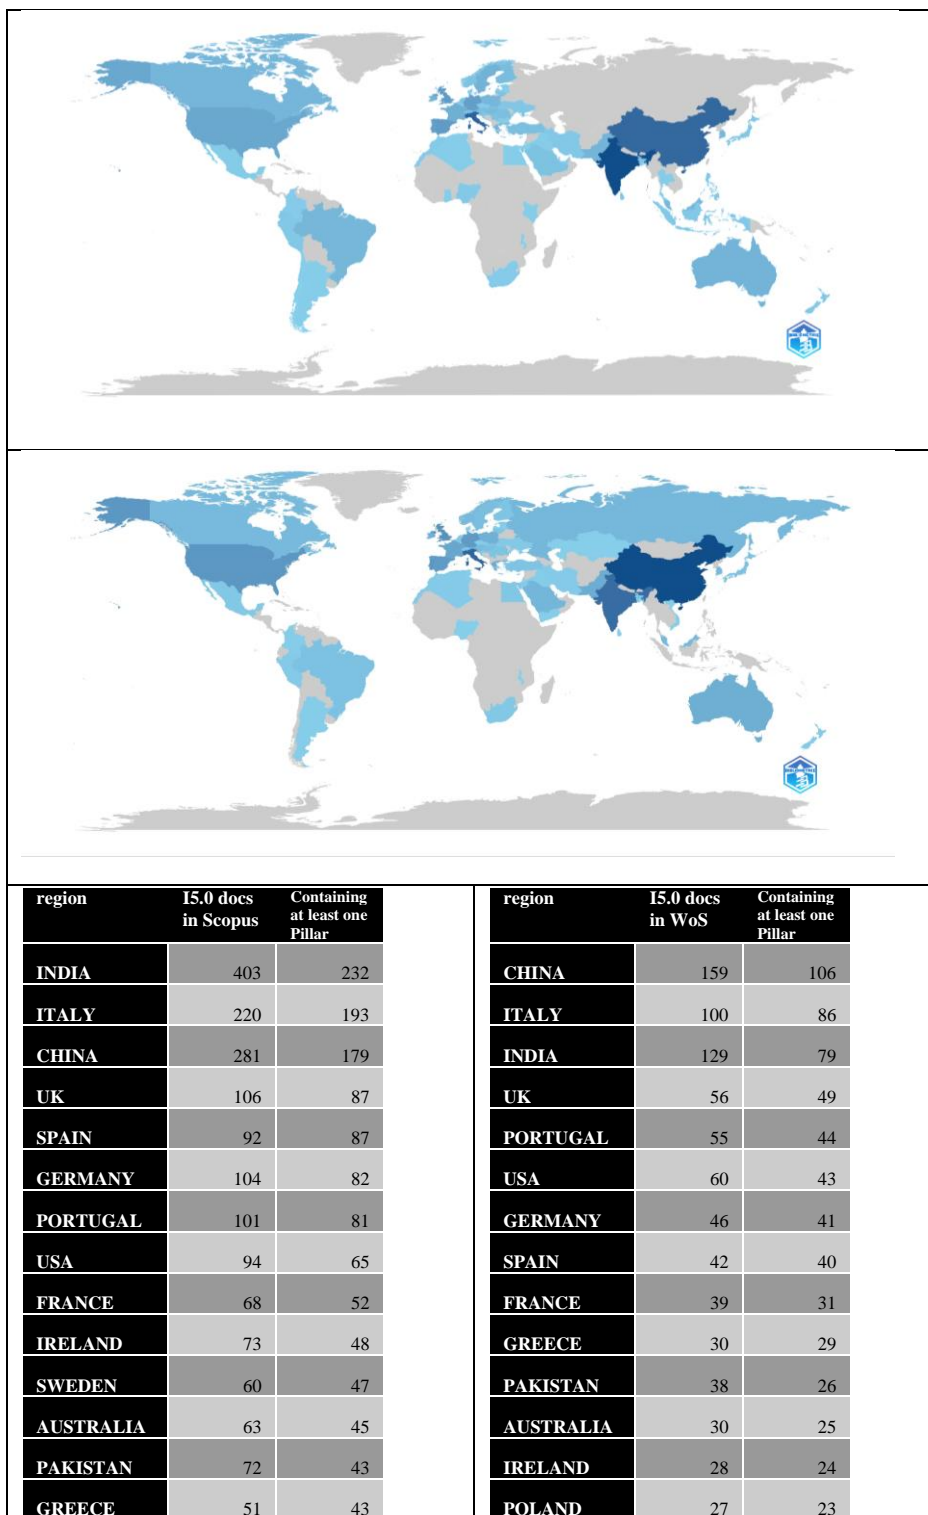 region I5.0 docs in Scopus Containing at least one Pillar
INDIA 403 232
ITALY 220 193
CHINA 281 179
UK 106 87
SPAIN 92 87
GERMANY 104 82
PORTUGAL 101 81
USA 94 65
FRANCE 68 52
IRELAND 73 48
SWEDEN 60 47
AUSTRALIA 63 45
PAKISTAN 72 43
GREECE 51 43
region I5.0 docs in WoS Containing at least one Pillar
CHINA 159 106
ITALY 100 86
INDIA 129 79
UK 56 49
PORTUGAL 55 44
USA 60 43
GERMANY 46 41
SPAIN 42 40
FRANCE 39 31
GREECE 30 29
PAKISTAN 38 26
AUSTRALIA 30 25
IRELAND 28 24
POLAND 27 23